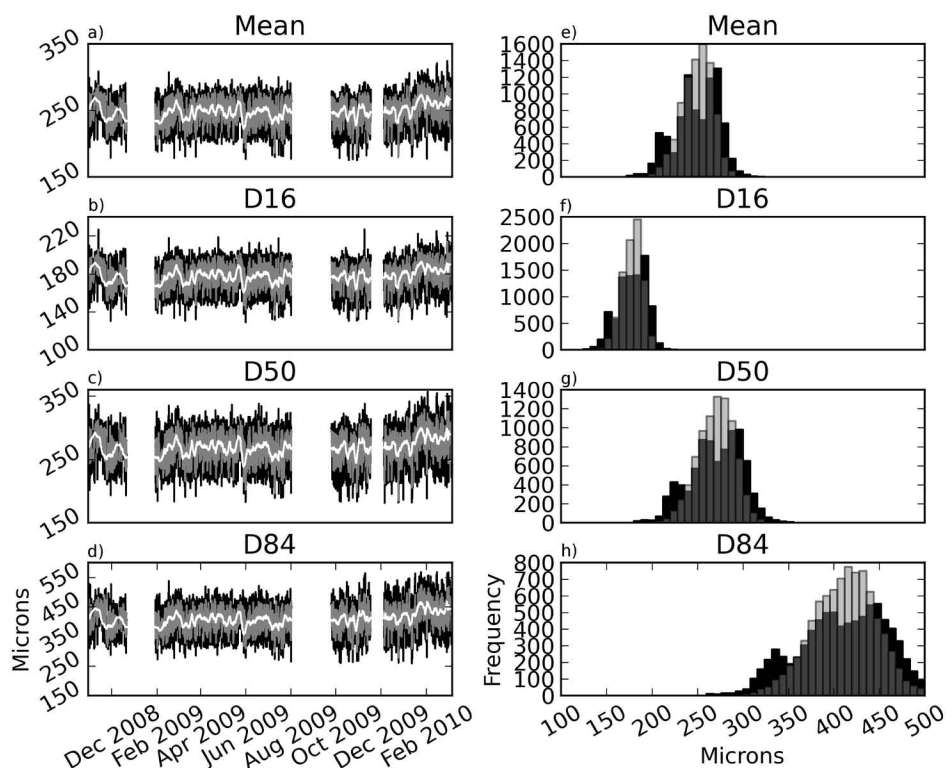 a) Mean
350
250
150
b) D16
220
180
140
100
c) D50
350
250
150
d) D84
550
450
350
250
150
Microns
Dec 2008
Feb 2009
Apr 2009
Jun 2009
Aug 2009
Oct 2009
Dec 2009
Feb 2010
e) Mean
1600
1400
1200
1000
800
600
400
200
0
f) D16
2500
2000
1500
1000
500
0
g) D50
1400
1200
1000
800
600
400
200
0
h) D84
800
700
600
500
400
300
200
100
0
Frequency
100 150 200 250 300 350 400 450 500
Microns